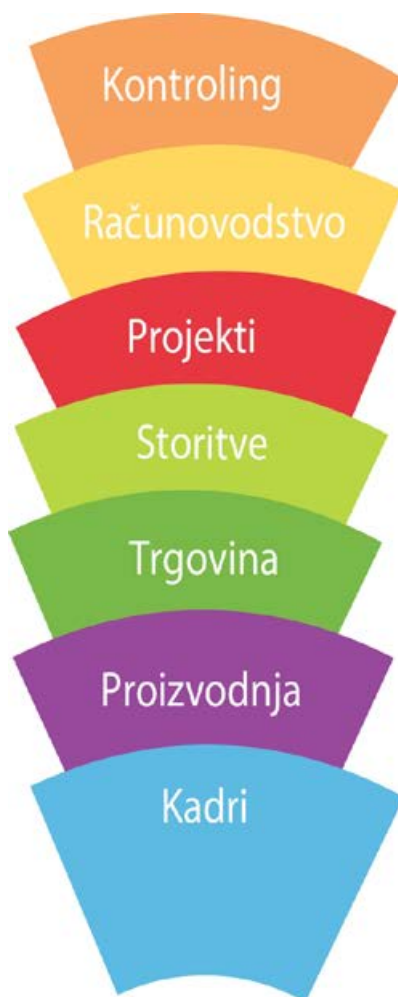 Kontroling
Računovodstvo
Projekti
Storitve
Trgovina
Proizvodnja
Kadri